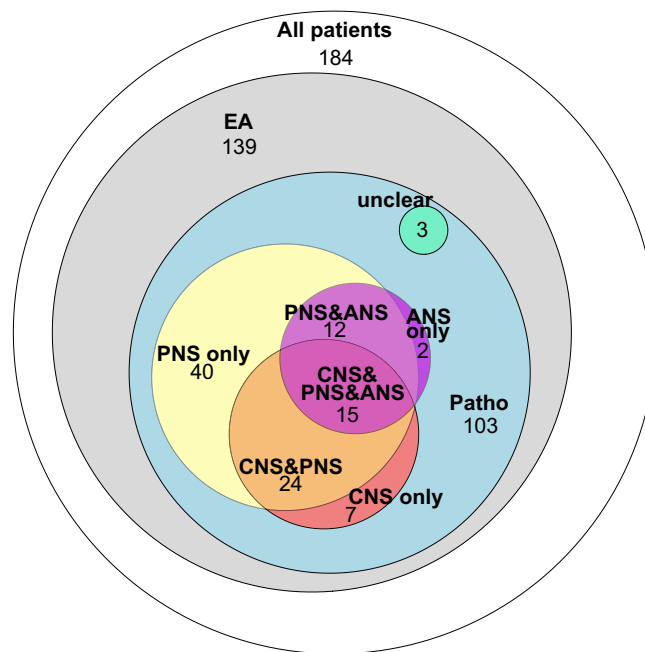 All patients
184
EA
139
unclear
3
PNS&ANS
12
ANS
only
2
PNS only
40
CNS&
PNS&ANS
15
Patho
103
CNS&PNS
24
CNS only
7